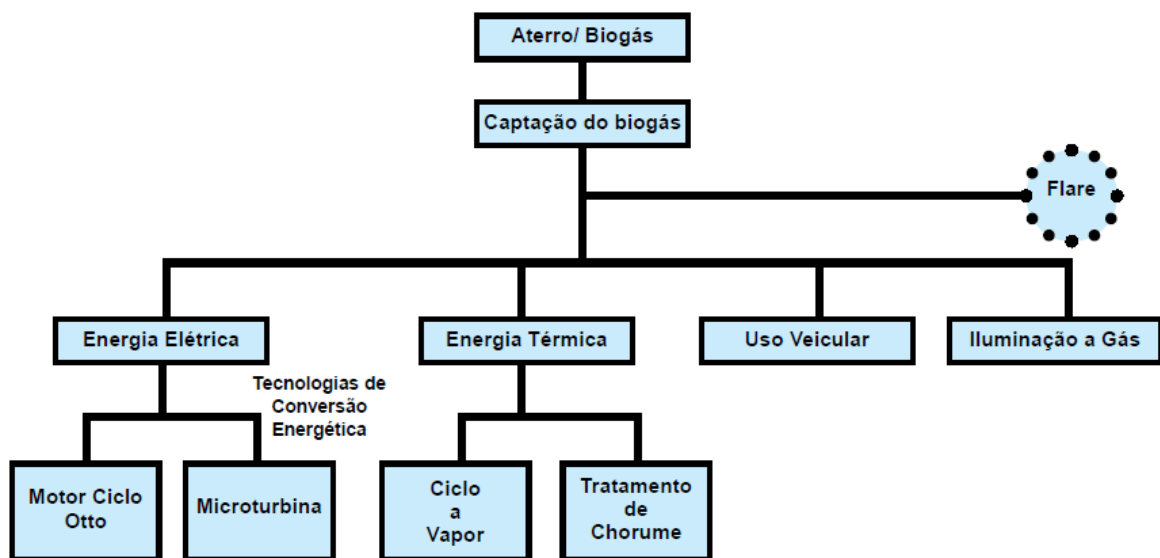 Aterro/ Biogás
Captação do biogás
Flare
Energia Elétrica
Energia Térmica
Uso Veicular
Iluminação a Gás
Tecnologias de
Conversão
Energética
Motor Ciclo
Otto
Microturbina
Ciclo
a
Vapor
Tratamento
de
Chorume